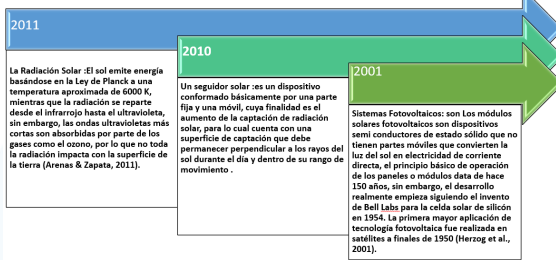 2011
La Radiación Solar :El sol emite energía
basándose en la Ley de Planck a una
temperatura aproximada de 6000 K,
mientras que la radiación se reparte
desde el infrarrojo hasta el ultravioleta,
sin embargo, las ondas ultravioletas más
cortas son absorbidas por parte de los
gases como el ozono, por lo que no toda
la radiación impacta con la superficie de
la tierra (Arenas & Zapata, 2011).
2010
Un seguidor solar :es un dispositivo
conformado básicamente por una parte
fija y una móvil, cuya finalidad es el
aumento de la captación de radiación
solar, para lo cual cuenta con una
superficie de captación que debe
permanecer perpendicular a los rayos del
sol durante el día y dentro de su rango de
movimiento .
2001
Sistemas Fotovoltaicos: son Los módulos
solares fotovoltaicos son dispositivos
semi conductores de estado sólido que no
tienen partes móviles que convierten la
luz del sol en electricidad de corriente
directa, el principio básico de operación
de los paneles o módulos data de hace
150 años, sin embargo, el desarrollo
realmente empieza siguiendo el invento
de Bell Labs para la celda solar de silicón
en 1954. La primera mayor aplicación de
tecnología fotovoltaica fue realizada en
satélites a finales de 1950 (Herzog et al.,
2001).